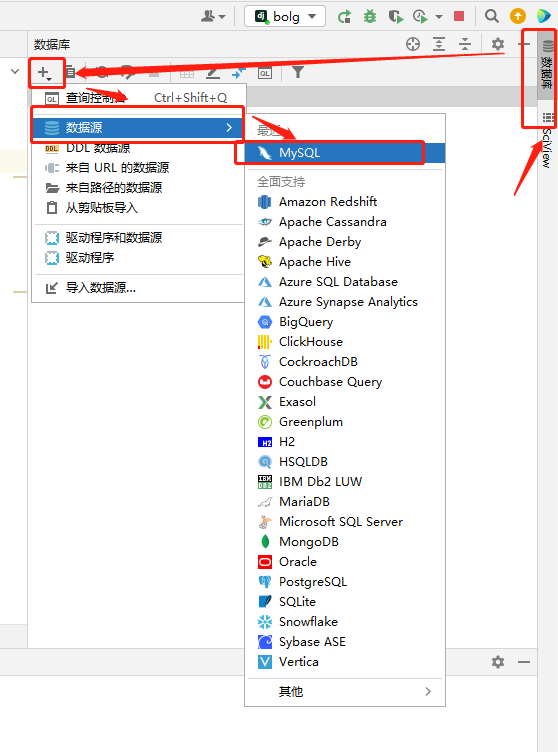 dj bolg
数据库
查询控制台 Ctrl+Shift+Q
数据源
DDL 数据源
来自 URL 的数据源
来自路径的数据源
从剪贴板导入
驱动程序和数据源
驱动程序
导入数据源...
MySQL
全面支持
Amazon Redshift
Apache Cassandra
Apache Derby
Apache Hive
Azure SQL Database
Azure Synapse Analytics
BigQuery
ClickHouse
CockroachDB
Couchbase Query
Exasol
Greenplum
H2
HSQLDB
IBM Db2 LUW
MariaDB
Microsoft SQL Server
MongoDB
Oracle
PostgreSQL
SQLite
Snowflake
Sybase ASE
Vertica
其他
数据库
SciView